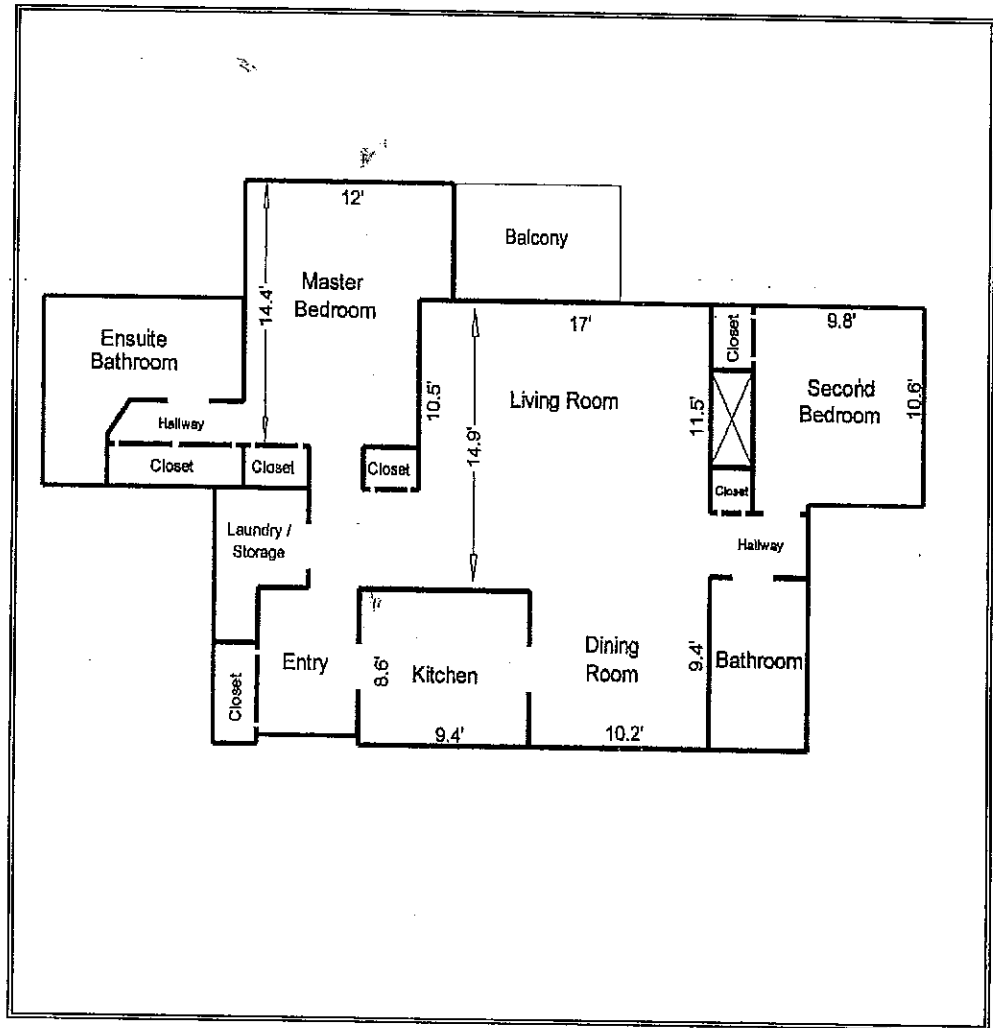 12'
Balcony
14.4'
Master
Bedroom
Ensuite
Bathroom
Hallway
Closet
Closet
Closet
10.5'
14.9'
17'
Living Room
11.5'
Closet
Closet
9.8'
Second
Bedroom
10.6'
Hallway
Laundry /
Storage
Closet
Entry
8.6'
Kitchen
9.4'
Dining
Room
10.2'
9.4'
Bathroom